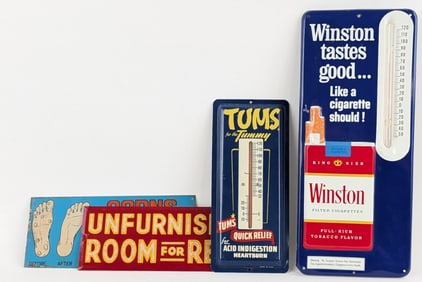 CORNS
BEFORE AFTER
UNFURNIS
ROOM FOR RE
TUMS
for the Tummy
TUMS
QUICK RELIEF
for
ACID INDIGESTION
HEARTBURN
Winston
tastes
good...
Like a
cigarette
should!
KING SIZE
Winston
FILTER CIGARETTES
FULL-RICH
TOBACCO FLAVOR